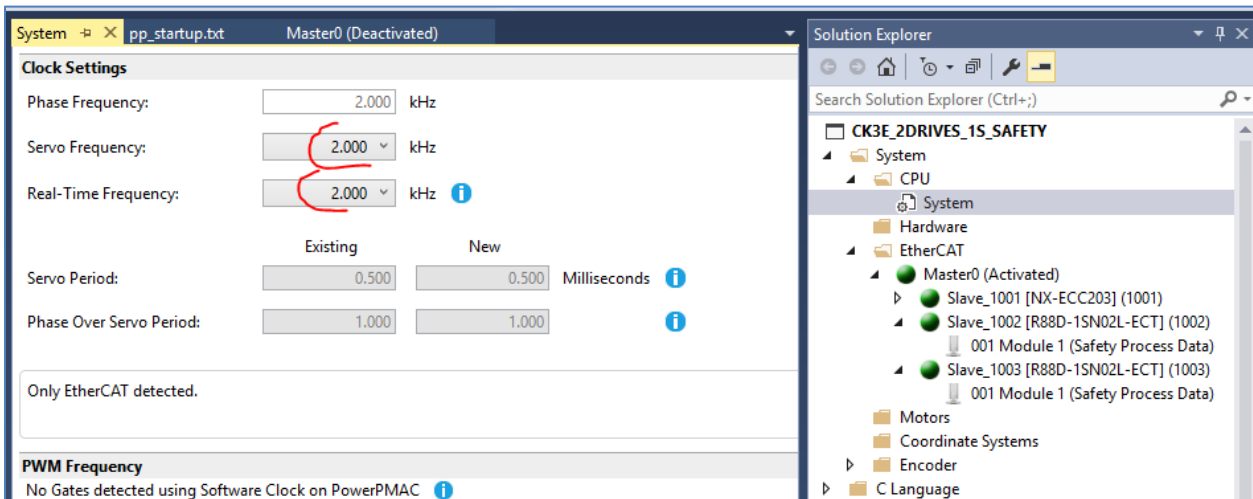 System
pp_startup.txt
Master0 (Deactivated)
Clock Settings
Phase Frequency: 2.000 kHz
Servo Frequency: 2.000 kHz
Real-Time Frequency: 2.000 kHz
Existing New
Servo Period: 0.500 0.500 Milliseconds
Phase Over Servo Period: 1.000 1.000
Only EtherCAT detected.
PWM Frequency
No Gates detected using Software Clock on PowerPMAC
Solution Explorer
Search Solution Explorer (Ctrl+;)
CK3E_2DRIVES_1S_SAFETY
System
CPU
System
Hardware
EtherCAT
Master0 (Activated)
Slave_1001 [NX-ECC203] (1001)
Slave_1002 [R88D-1SN02L-ECT] (1002)
001 Module 1 (Safety Process Data)
Slave_1003 [R88D-1SN02L-ECT] (1003)
001 Module 1 (Safety Process Data)
Motors
Coordinate Systems
Encoder
C Language